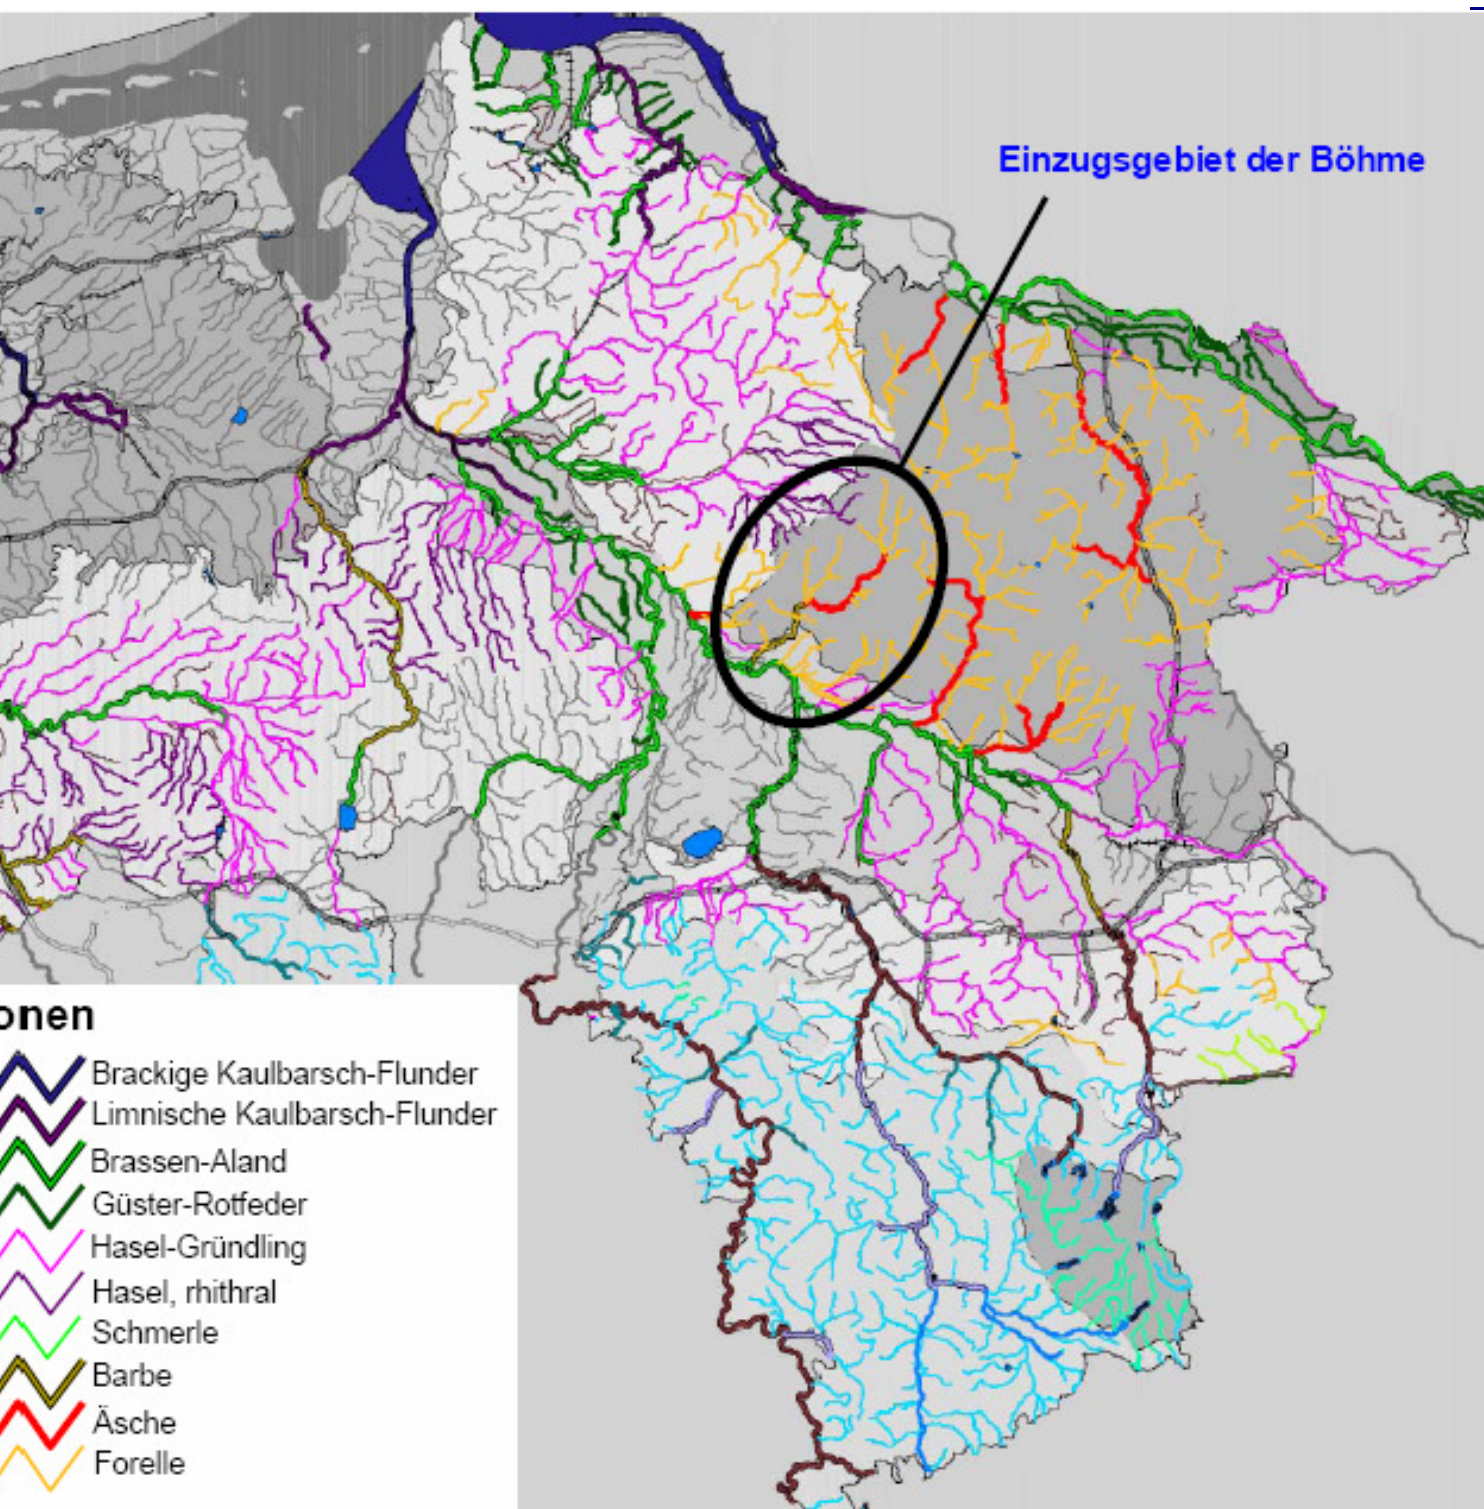 Einzugsgebiet der Böhme
onen
Brackige Kaulbarsch-Flunder
Limnische Kaulbarsch-Flunder
Brassen-Aland
Güster-Rotfeder
Hasel-Gründling
Hasel, rhithral
Schmerle
Barbe
Äsche
Forelle